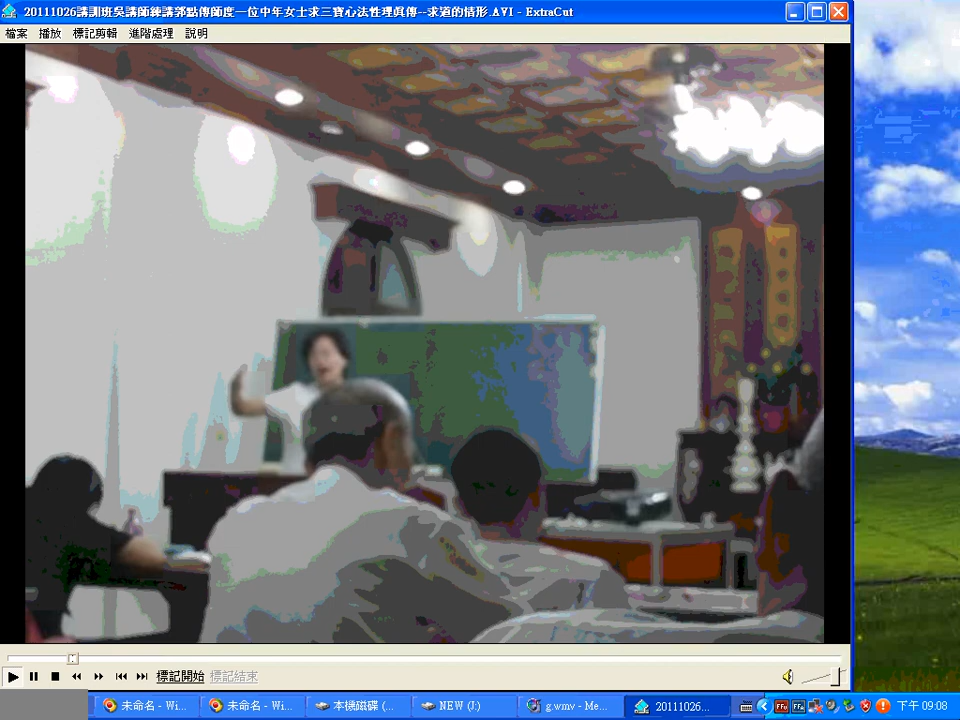 20111026講訓班吳講師練講郭點傳師度一位中年女士求三寶心法性理真傳--求道的情形.AVI - ExtraCut
檔案 播放 標記剪輯 進階處理 說明
標記開始 標記結束
未命名 - Wi... 未命名 - Wi... 本機磁碟 (... NEW (J:) g.wmv - Me... 20111026... 下午 09:08